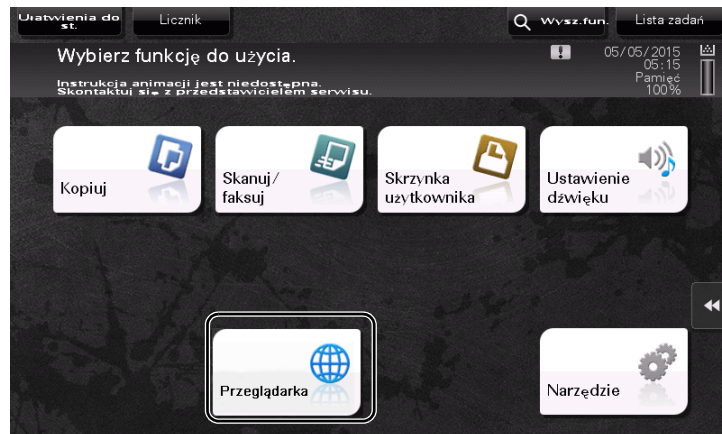 Ułatwienia do
st.
Licznik
Wysz.fun.
Lista zadań
Wybierz funkcję do użycia.
05/05/2015
05:15
Pamięć
100%
Instrukcja animacji jest niedostępna.
Skontaktuj się z przedstawicielem serwisu.
Kopiuj
Skanuj/
faksuj
Skrzynka
użytkownika
Ustawienie
dźwięku
Przeglądarka
Narzędzie